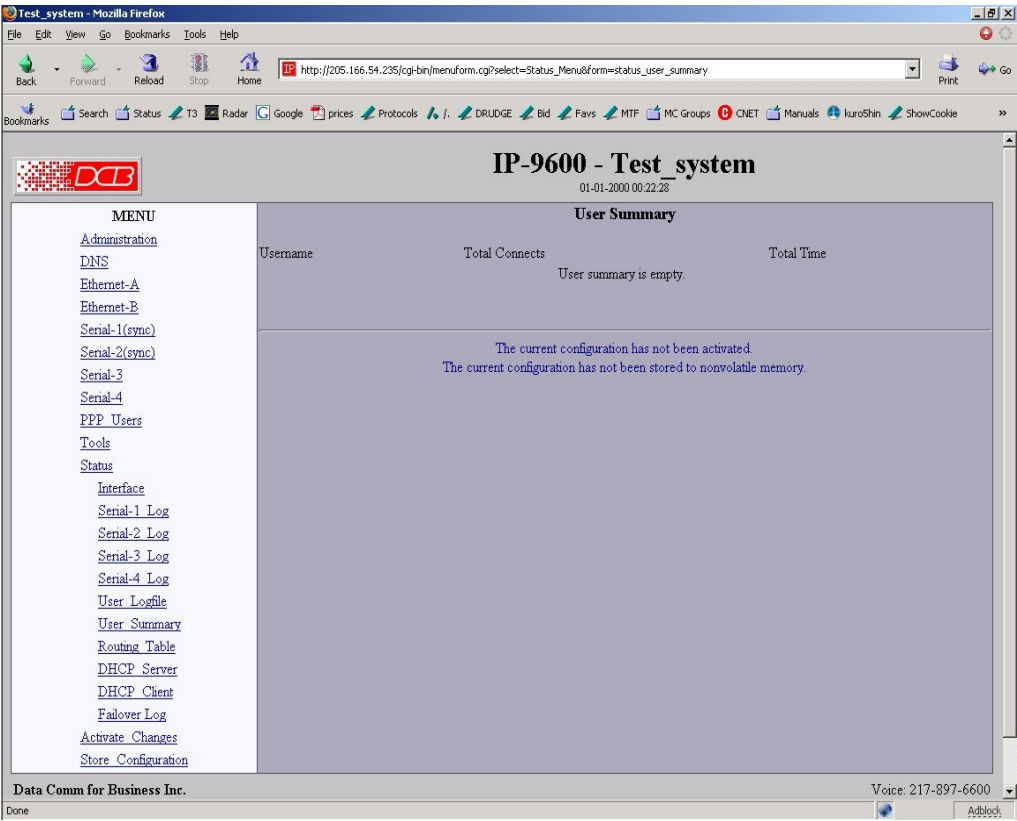 Test_system - Mozilla Firefox
File Edit View Go Bookmarks Tools Help
Back Forward Reload Stop Home IP http://205.166.54.235/cgi-bin/menuform.cgi?select=Status_Menu&form=status_user_summary Print Go
Bookmarks Search Status T3 Radar G Google prices Protocols /. DRUDGE Bid Favs MTF MC Groups CNET Manuals kuro5hin ShowCookie »
DCB
IP-9600 - Test_system
01-01-2000 00:22:28
MENU
Administration
DNS
Ethernet-A
Ethernet-B
Serial-1(sync)
Serial-2(sync)
Serial-3
Serial-4
PPP Users
Tools
Status
Interface
Serial-1 Log
Serial-2 Log
Serial-3 Log
Serial-4 Log
User Logfile
User Summary
Routing Table
DHCP Server
DHCP Client
Failover Log
Activate Changes
Store Configuration
User Summary
Username Total Connects Total Time
User summary is empty.
The current configuration has not been activated.
The current configuration has not been stored to nonvolatile memory.
Data Comm for Business Inc. Voice: 217-897-6600
Done Adblock